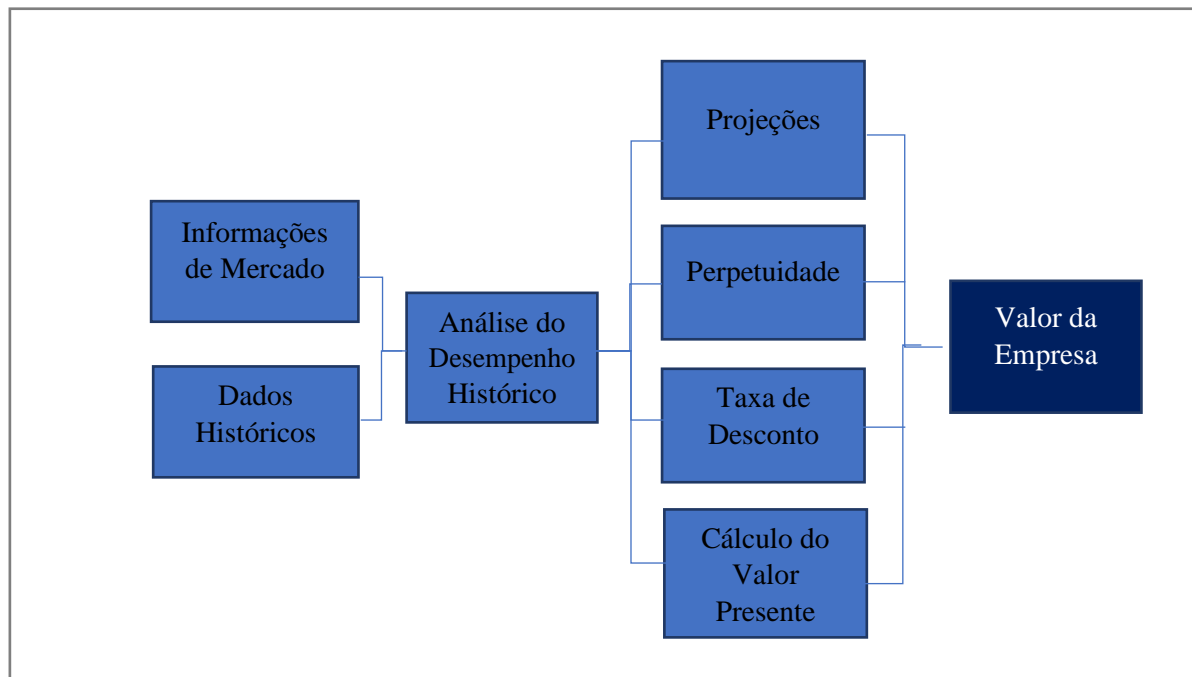 Informações
de Mercado
Dados
Históricos
Análise do
Desempenho
Histórico
Projeções
Perpetuidade
Taxa de
Desconto
Cálculo do
Valor
Presente
Valor da
Empresa